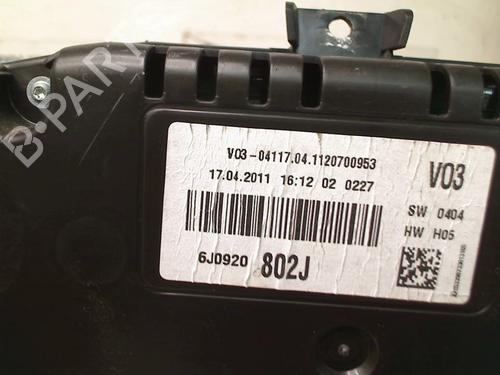 B-PARTS
V03-04117.04.1120700953
17.04.2011 16:12 02 0227
V03
SW 0404
HW H05
6J0920 802J